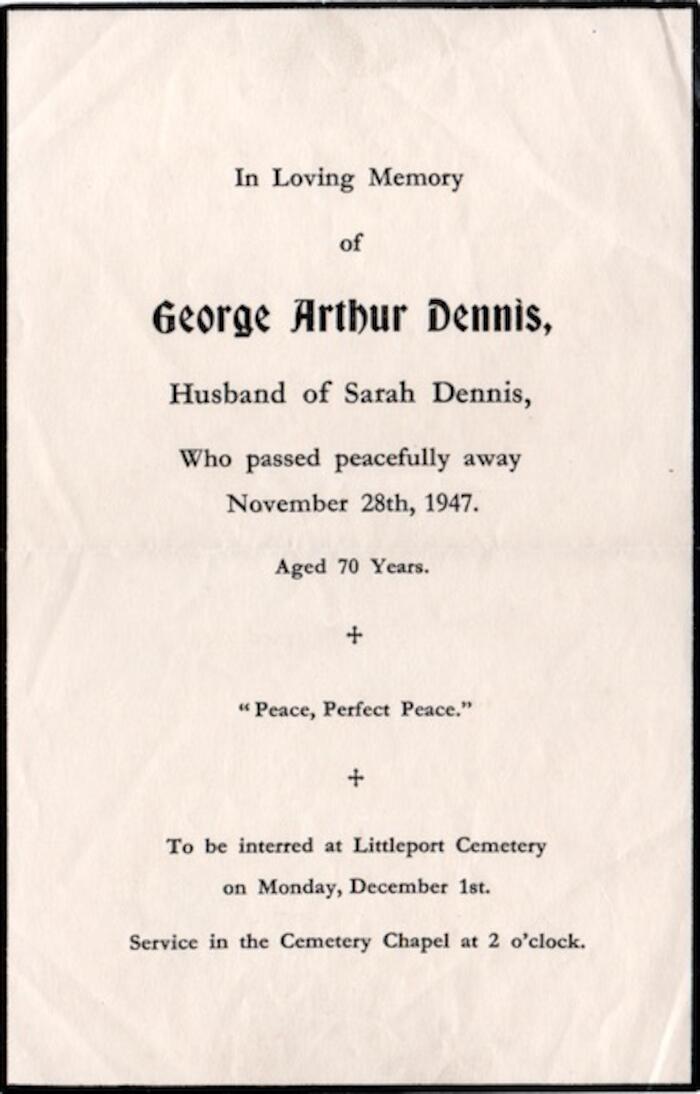 In Loving Memory
of
George Arthur Dennis,
Husband of Sarah Dennis,
Who passed peacefully away
November 28th, 1947.
Aged 70 Years.
"Peace, Perfect Peace."
To be interred at Littleport Cemetery
on Monday, December 1st.
Service in the Cemetery Chapel at 2 o'clock.